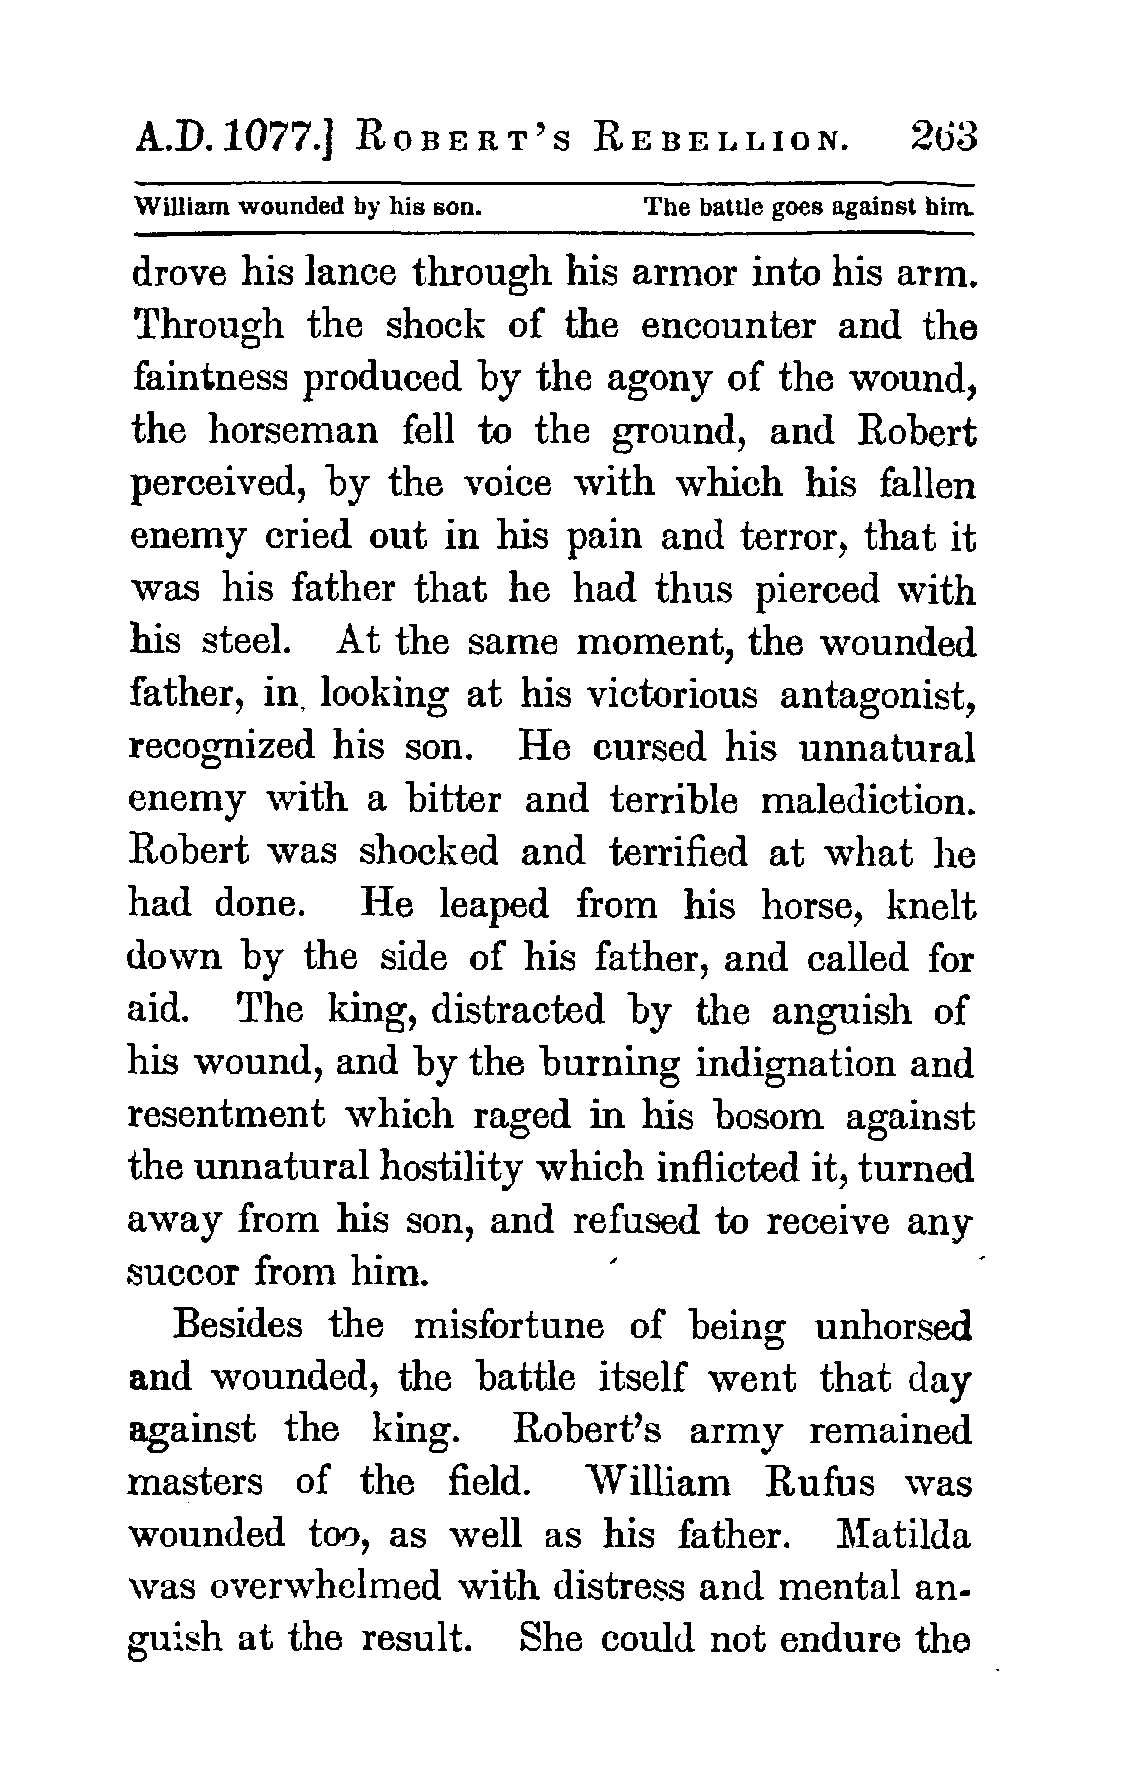 A.D. 1077.] ROBERT'S REBELLION. 263
William wounded by his son. The battle goes against him.
drove his lance through his armor into his arm.
Through the shock of the encounter and the
faintness produced by the agony of the wound,
the horseman fell to the ground, and Robert
perceived, by the voice with which his fallen
enemy cried out in his pain and terror, that it
was his father that he had thus pierced with
his steel. At the same moment, the wounded
father, in looking at his victorious antagonist,
recognized his son. He cursed his unnatural
enemy with a bitter and terrible malediction.
Robert was shocked and terrified at what he
had done. He leaped from his horse, knelt
down by the side of his father, and called for
aid. The king, distracted by the anguish of
his wound, and by the burning indignation and
resentment which raged in his bosom against
the unnatural hostility which inflicted it, turned
away from his son, and refused to receive any
succor from him.
Besides the misfortune of being unhorsed
and wounded, the battle itself went that day
against the king. Robert's army remained
masters of the field. William Rufus was
wounded too, as well as his father. Matilda
was overwhelmed with distress and mental an-
guish at the result. She could not endure the